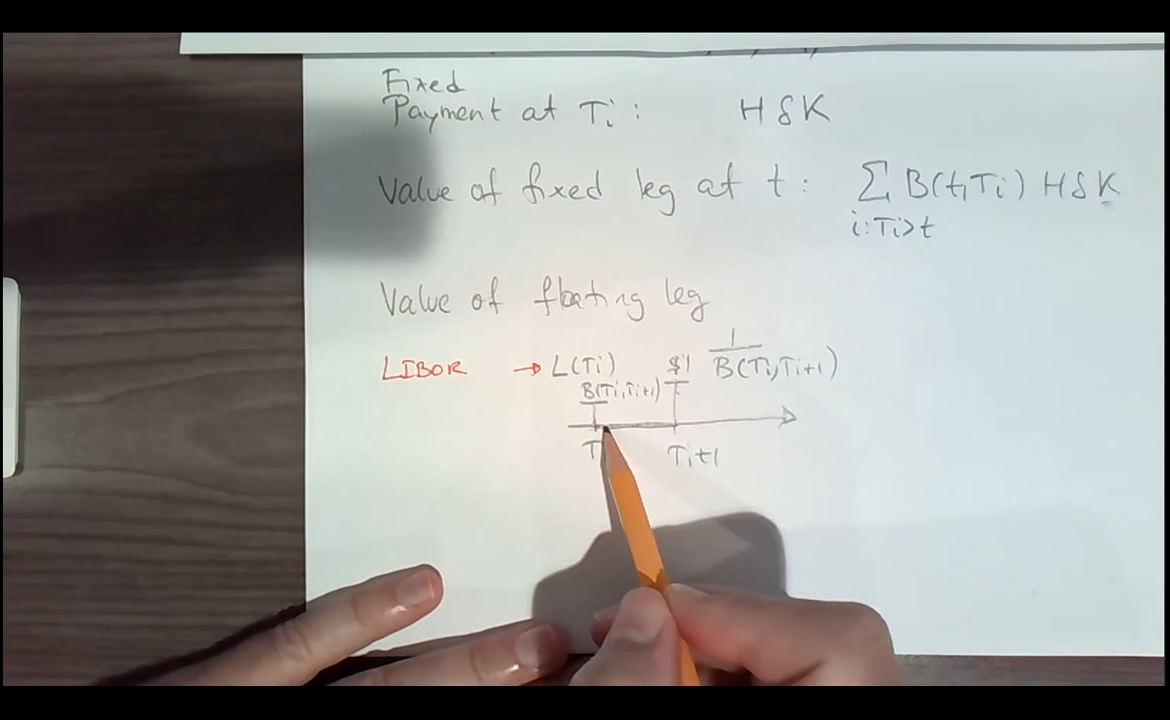 Fixed
Payment at Ti : HδK
Value of fixed leg at t : ∑ B(t,Ti) HδK
i:Ti>t
Value of floating leg
LIBOR → L(Ti) $1 1
B(Ti,Ti+1)
B(Ti,Ti+1)
T Ti+1